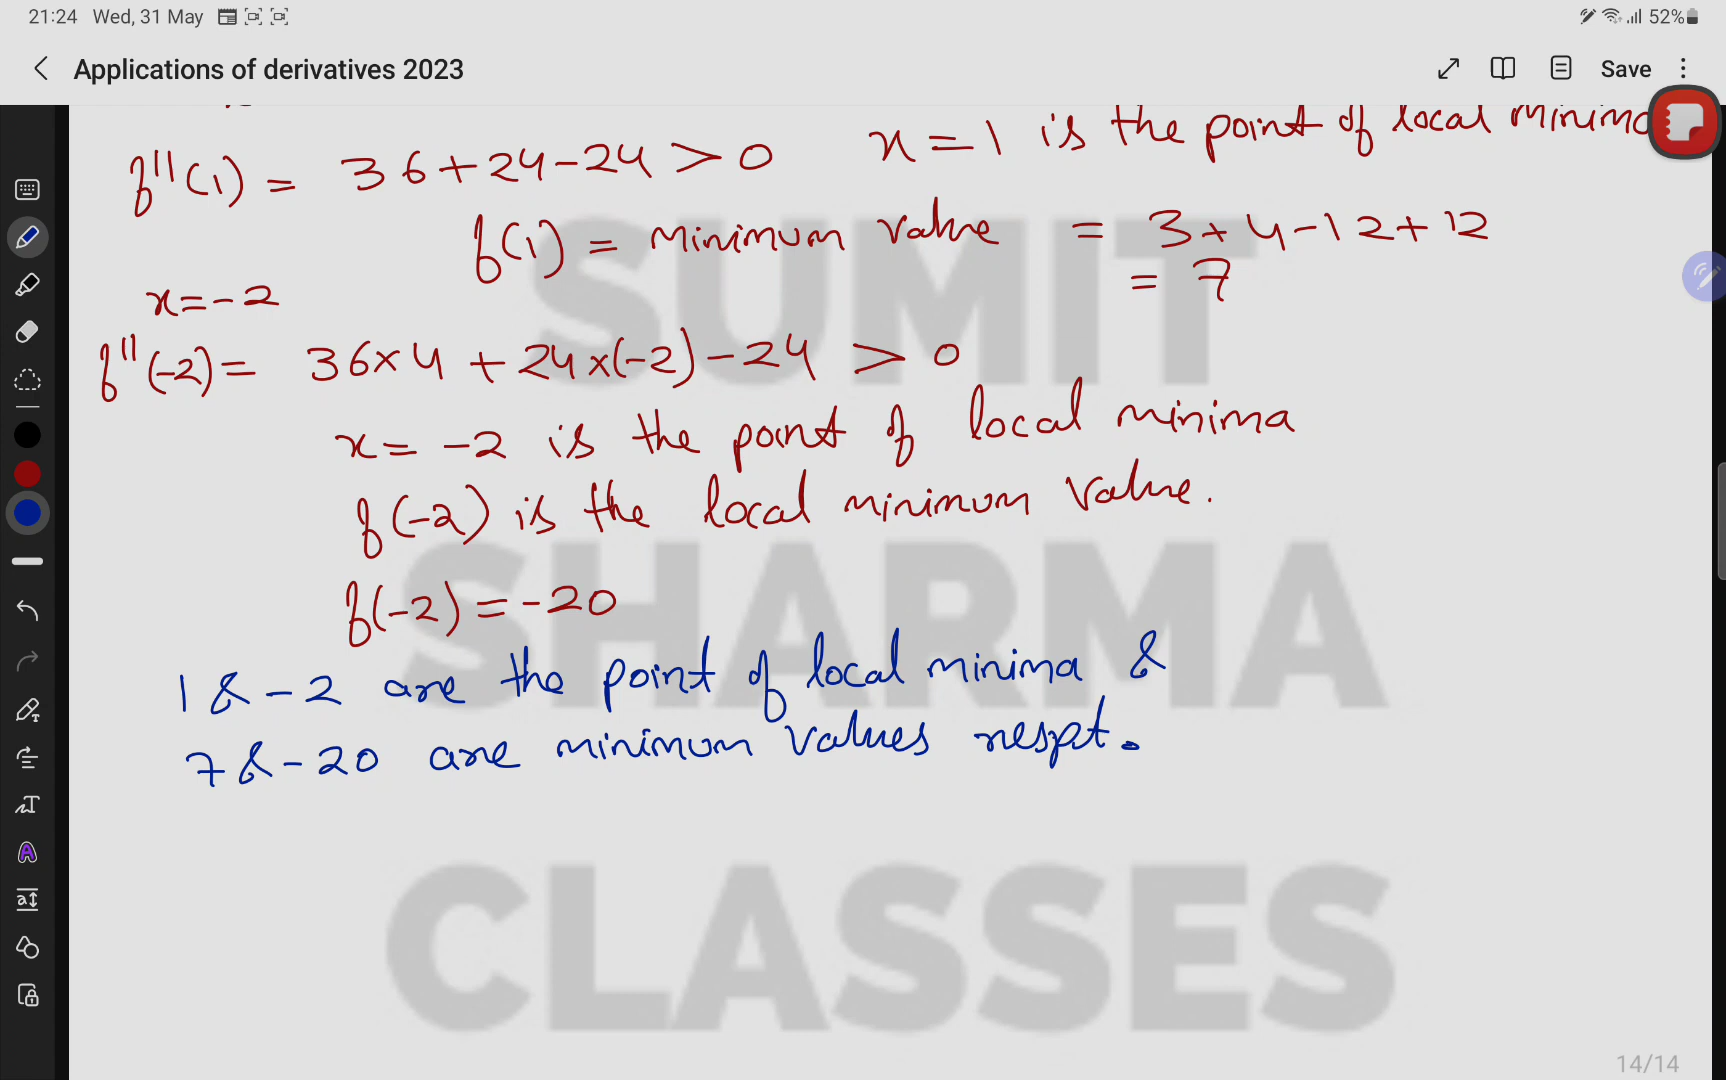 21:24 Wed, 31 May 52%
Applications of derivatives 2023 Save
x=1 is the point of local minima
f''(1) = 36+24-24 > 0
f(1) = minimum value = 3+4-12+12
= 7
x=-2
f''(-2)= 36×4 + 24×(-2)-24 > 0
x= -2 is the point of local minima
f(-2) is the local minimum value.
f(-2)=-20
1 & -2 are the point of local minima &
7 & -20 are minimum values respt.
SUMIT
SHARMA
CLASSES
14/14